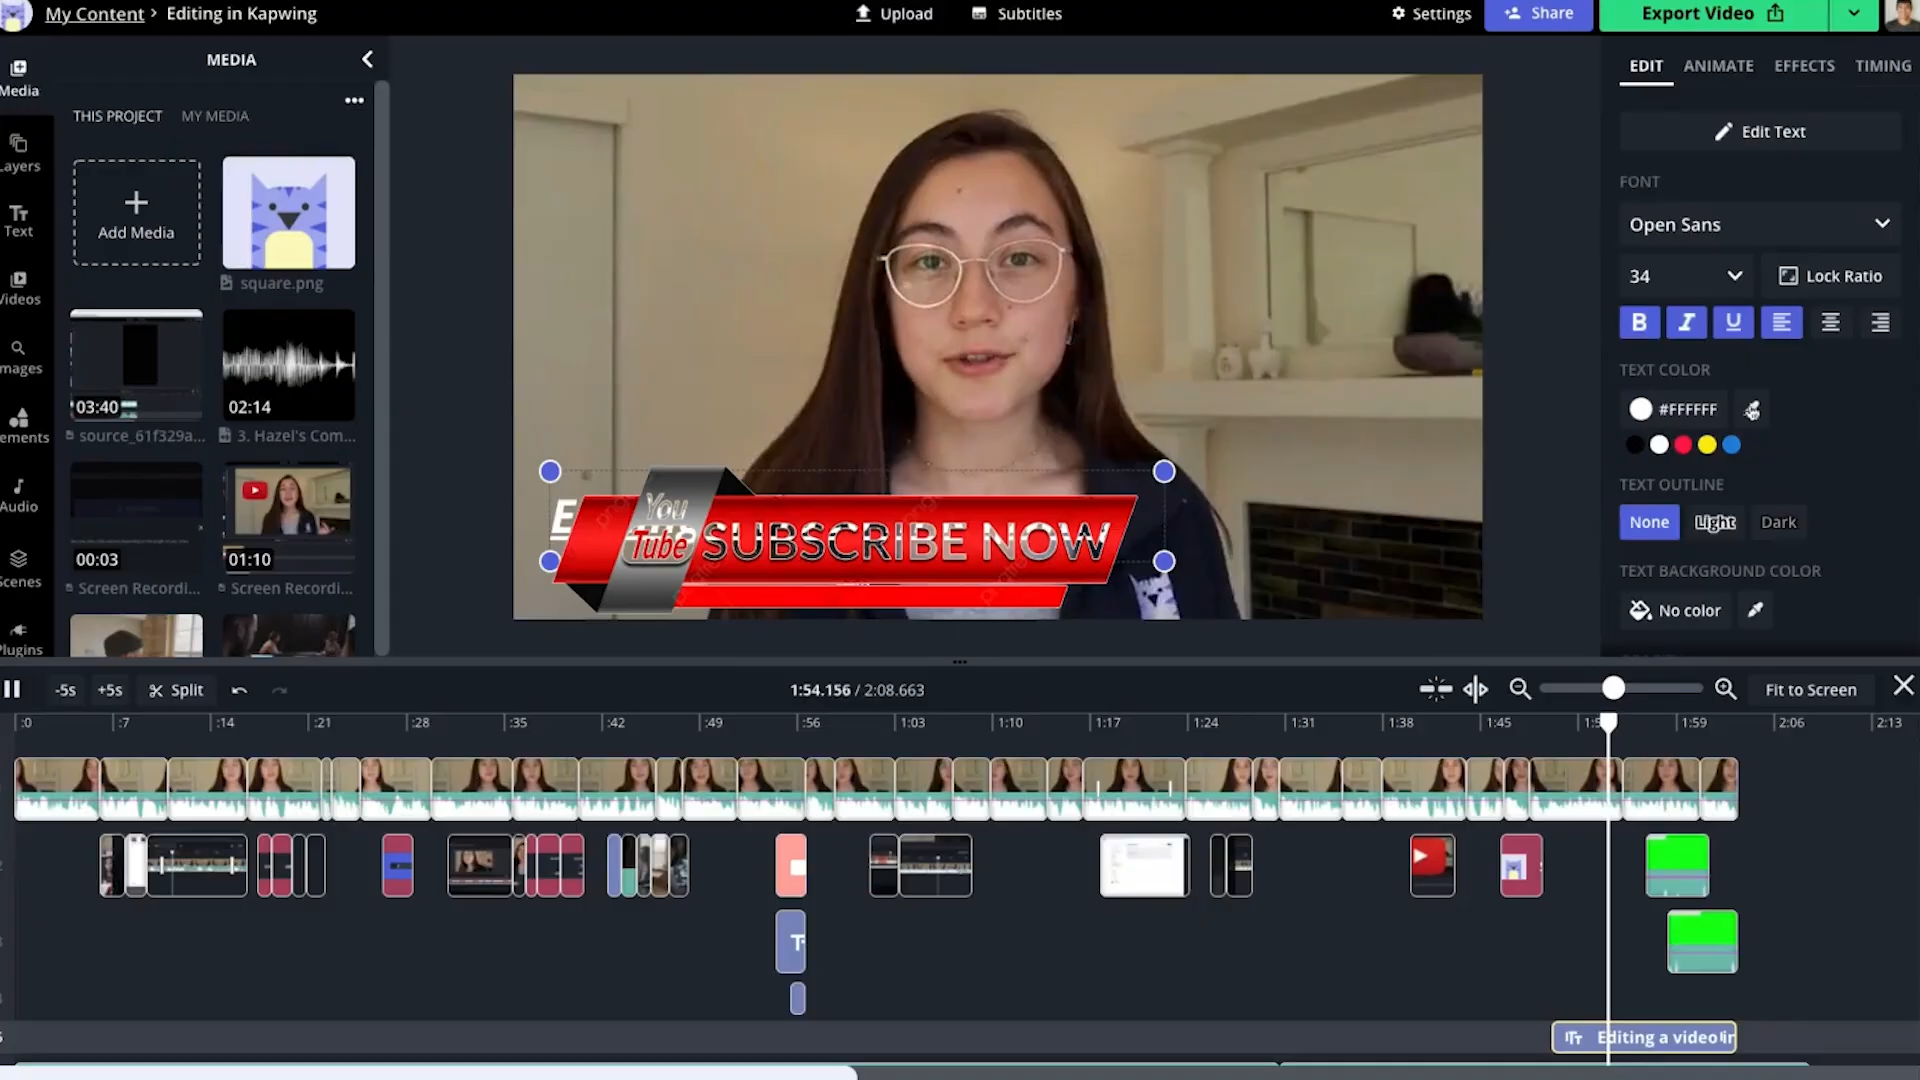 My Content › Editing in Kapwing
Upload
Subtitles
Settings
Share
Export Video
Media
MEDIA
THIS PROJECT
MY MEDIA
Layers
Text
Videos
Images
Elements
Audio
Scenes
Plugins
Add Media
square.png
03:40
source_61f329a...
02:14
3. Hazel's Com...
00:03
Screen Recordi...
01:10
Screen Recordi...
E
You
Tube
SUBSCRIBE NOW
EDIT
ANIMATE
EFFECTS
TIMING
Edit Text
FONT
Open Sans
34
Lock Ratio
B I U
TEXT COLOR
#FFFFFF
TEXT OUTLINE
None
Light
Dark
TEXT BACKGROUND COLOR
No color
-5s
+5s
Split
1:54.156 / 2:08.663
Fit to Screen
:0 :7 :14 :21 :28 :35 :42 :49 :56 1:03 1:10 1:17 1:24 1:31 1:38 1:45 1:5 1:59 2:06 2:13
T
Editing a video in